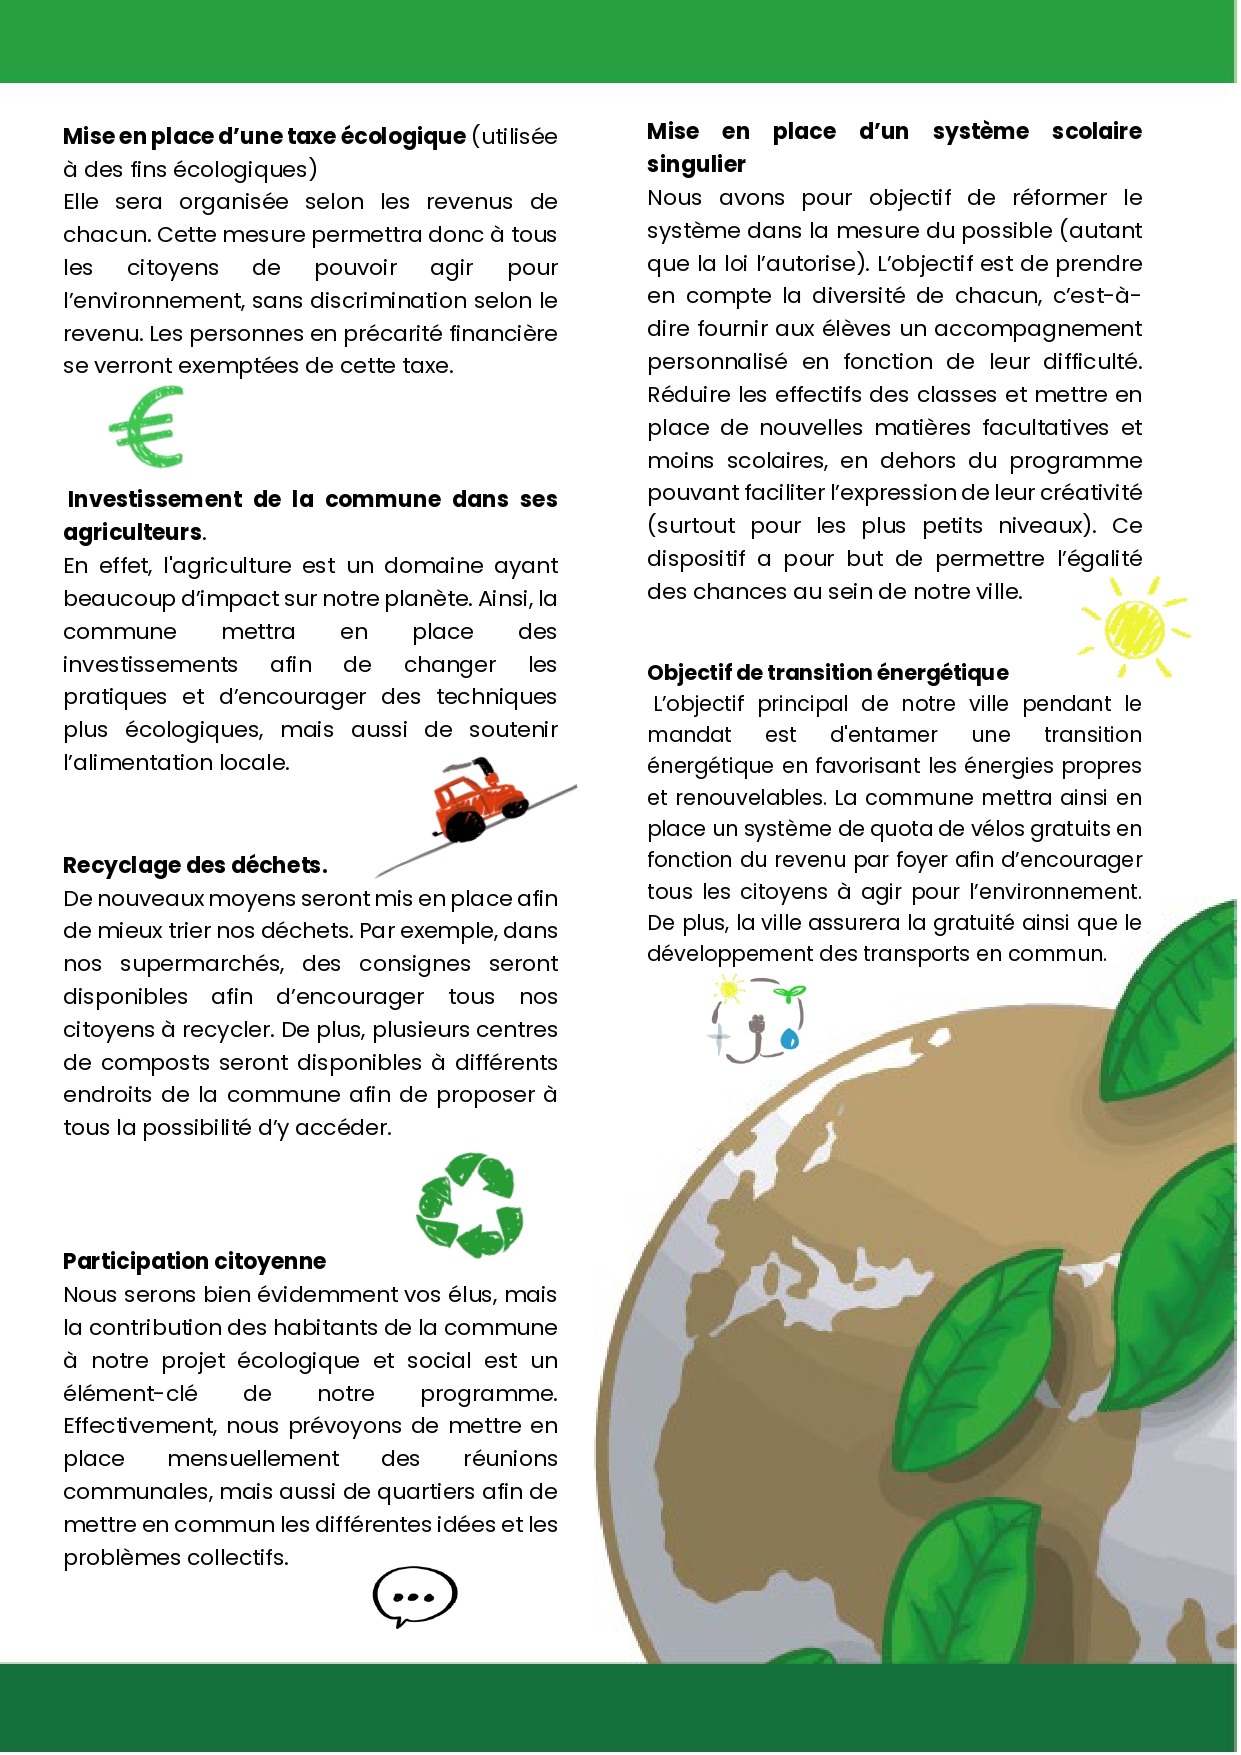 Mise en place d’une taxe écologique (utilisée
à des fins écologiques)
Elle sera organisée selon les revenus de
chacun. Cette mesure permettra donc à tous
les citoyens de pouvoir agir pour
l’environnement, sans discrimination selon le
revenu. Les personnes en précarité financière
se verront exemptées de cette taxe.
Investissement de la commune dans ses
agriculteurs.
En effet, l'agriculture est un domaine ayant
beaucoup d’impact sur notre planète. Ainsi, la
commune mettra en place des
investissements afin de changer les
pratiques et d’encourager des techniques
plus écologiques, mais aussi de soutenir
l’alimentation locale.
Recyclage des déchets.
De nouveaux moyens seront mis en place afin
de mieux trier nos déchets. Par exemple, dans
nos supermarchés, des consignes seront
disponibles afin d’encourager tous nos
citoyens à recycler. De plus, plusieurs centres
de composts seront disponibles à différents
endroits de la commune afin de proposer à
tous la possibilité d’y accéder.
Participation citoyenne
Nous serons bien évidemment vos élus, mais
la contribution des habitants de la commune
à notre projet écologique et social est un
élément-clé de notre programme.
Effectivement, nous prévoyons de mettre en
place mensuellement des réunions
communales, mais aussi de quartiers afin de
mettre en commun les différentes idées et les
problèmes collectifs.
Mise en place d’un système scolaire
singulier
Nous avons pour objectif de réformer le
système dans la mesure du possible (autant
que la loi l’autorise). L’objectif est de prendre
en compte la diversité de chacun, c’est-à-
dire fournir aux élèves un accompagnement
personnalisé en fonction de leur difficulté.
Réduire les effectifs des classes et mettre en
place de nouvelles matières facultatives et
moins scolaires, en dehors du programme
pouvant faciliter l’expression de leur créativité
(surtout pour les plus petits niveaux). Ce
dispositif a pour but de permettre l’égalité
des chances au sein de notre ville.
Objectif de transition énergétique
L’objectif principal de notre ville pendant le
mandat est d'entamer une transition
énergétique en favorisant les énergies propres
et renouvelables. La commune mettra ainsi en
place un système de quota de vélos gratuits en
fonction du revenu par foyer afin d’encourager
tous les citoyens à agir pour l’environnement.
De plus, la ville assurera la gratuité ainsi que le
développement des transports en commun.